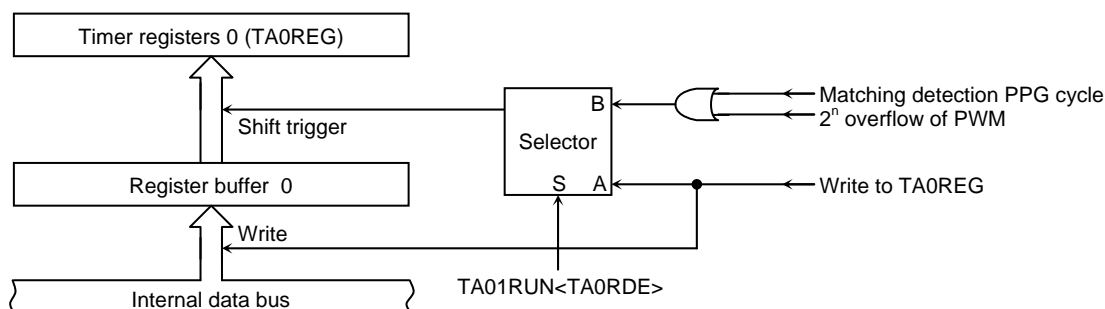 Timer registers 0 (TA0REG)
B
Matching detection PPG cycle
2ⁿ overflow of PWM
Shift trigger
Selector
Register buffer 0
S A
Write to TA0REG
Write
TA01RUN<TA0RDE>
Internal data bus